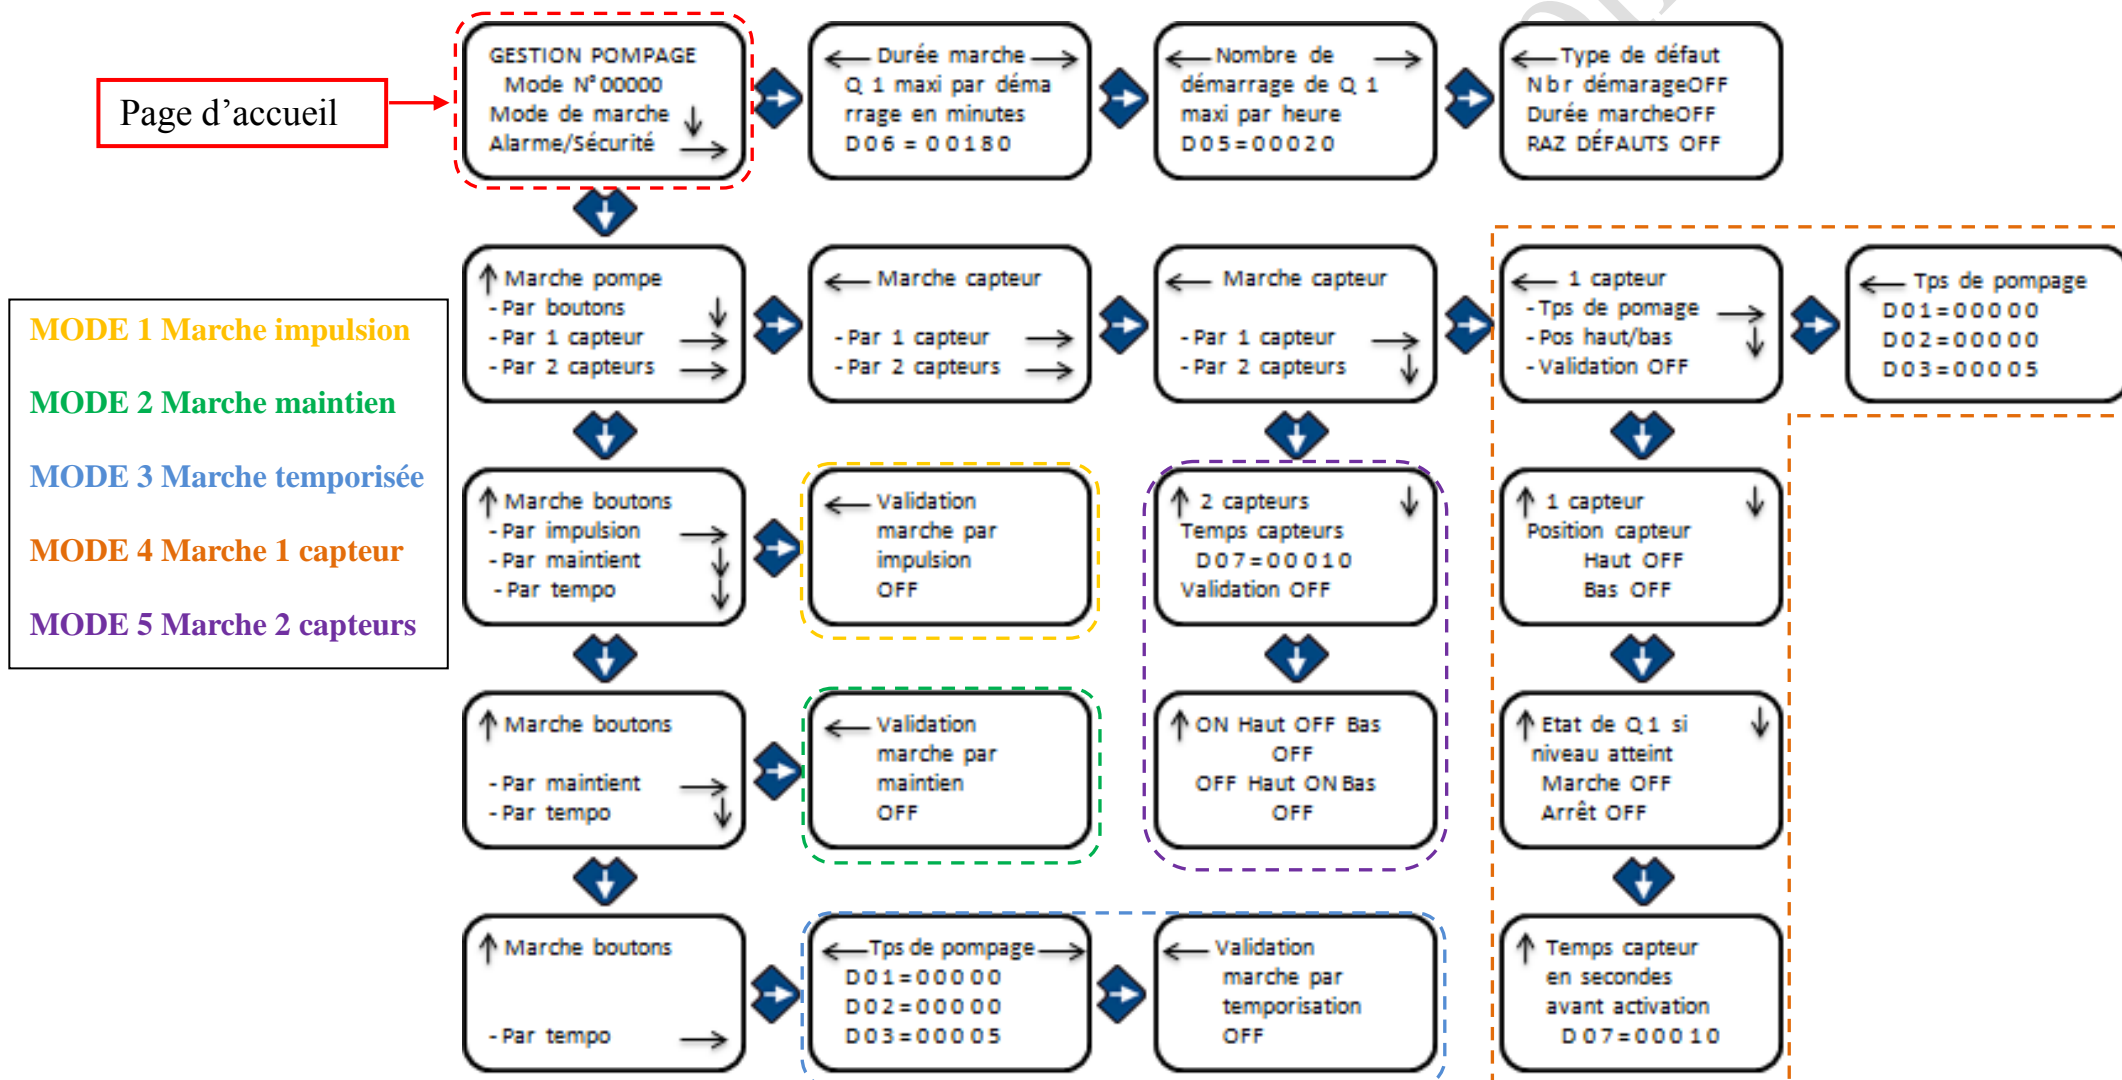 Page d’accueil
GESTION POMPAGE
Mode N°00000
Mode de marche
Alarme/Sécurité
Durée marche
Q 1 maxi par déma
rrage en minutes
D06 = 00180
Nombre de
démarrage de Q 1
maxi par heure
D05=00020
Type de défaut
Nbr démarageOFF
Durée marcheOFF
RAZ DÉFAUTS OFF
Marche pompe
-Par boutons
-Par 1 capteur
-Par 2 capteurs
Marche capteur
-Par 1 capteur
-Par 2 capteurs
Marche capteur
-Par 1 capteur
-Par 2 capteurs
1 capteur
-Tps de pomage
-Pos haut/bas
-Validation OFF
Tps de pompage
D01=00000
D02=00000
D03=00005
MODE 1 Marche impulsion
MODE 2 Marche maintien
MODE 3 Marche temporisée
MODE 4 Marche 1 capteur
MODE 5 Marche 2 capteurs
Marche boutons
-Par impulsion
-Par maintient
-Par tempo
Validation
marche par
impulsion
OFF
2 capteurs
Temps capteurs
D07=00010
Validation OFF
1 capteur
Position capteur
Haut OFF
Bas OFF
Marche boutons
-Par maintient
-Par tempo
Validation
marche par
maintien
OFF
ON Haut OFF Bas
OFF
OFF Haut ON Bas
OFF
Etat de Q1 si
niveau atteint
Marche OFF
Arrêt OFF
Marche boutons
-Par tempo
Tps de pompage
D01=00000
D02=00000
D03=00005
Validation
marche par
temporisation
OFF
Temps capteur
en secondes
avant activation
D07=00010